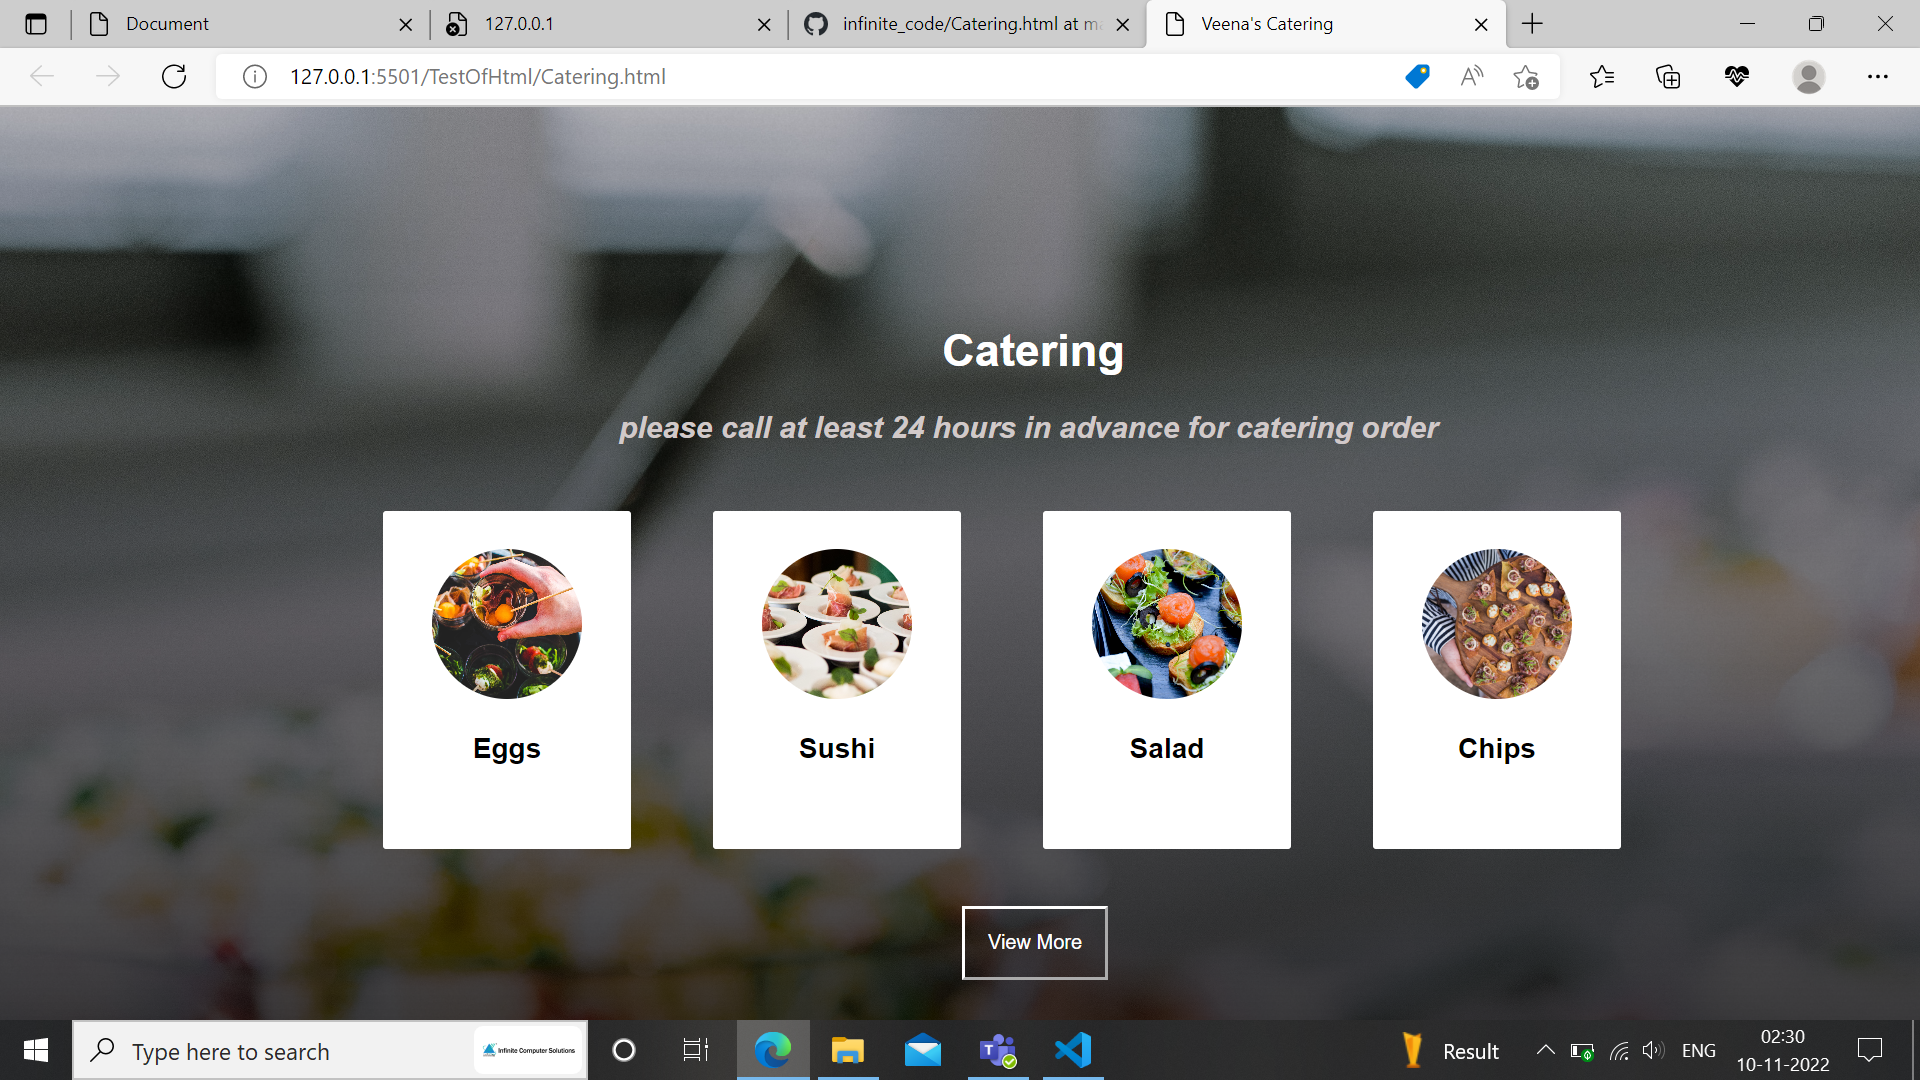 Document
127.0.0.1
infinite_code/Catering.html at ma
Veena's Catering
127.0.0.1:5501/TestOfHtml/Catering.html
Catering
please call at least 24 hours in advance for catering order
Eggs
Sushi
Salad
Chips
View More
Type here to search
Infinite Computer Solutions
Result
ENG
02:30
10-11-2022